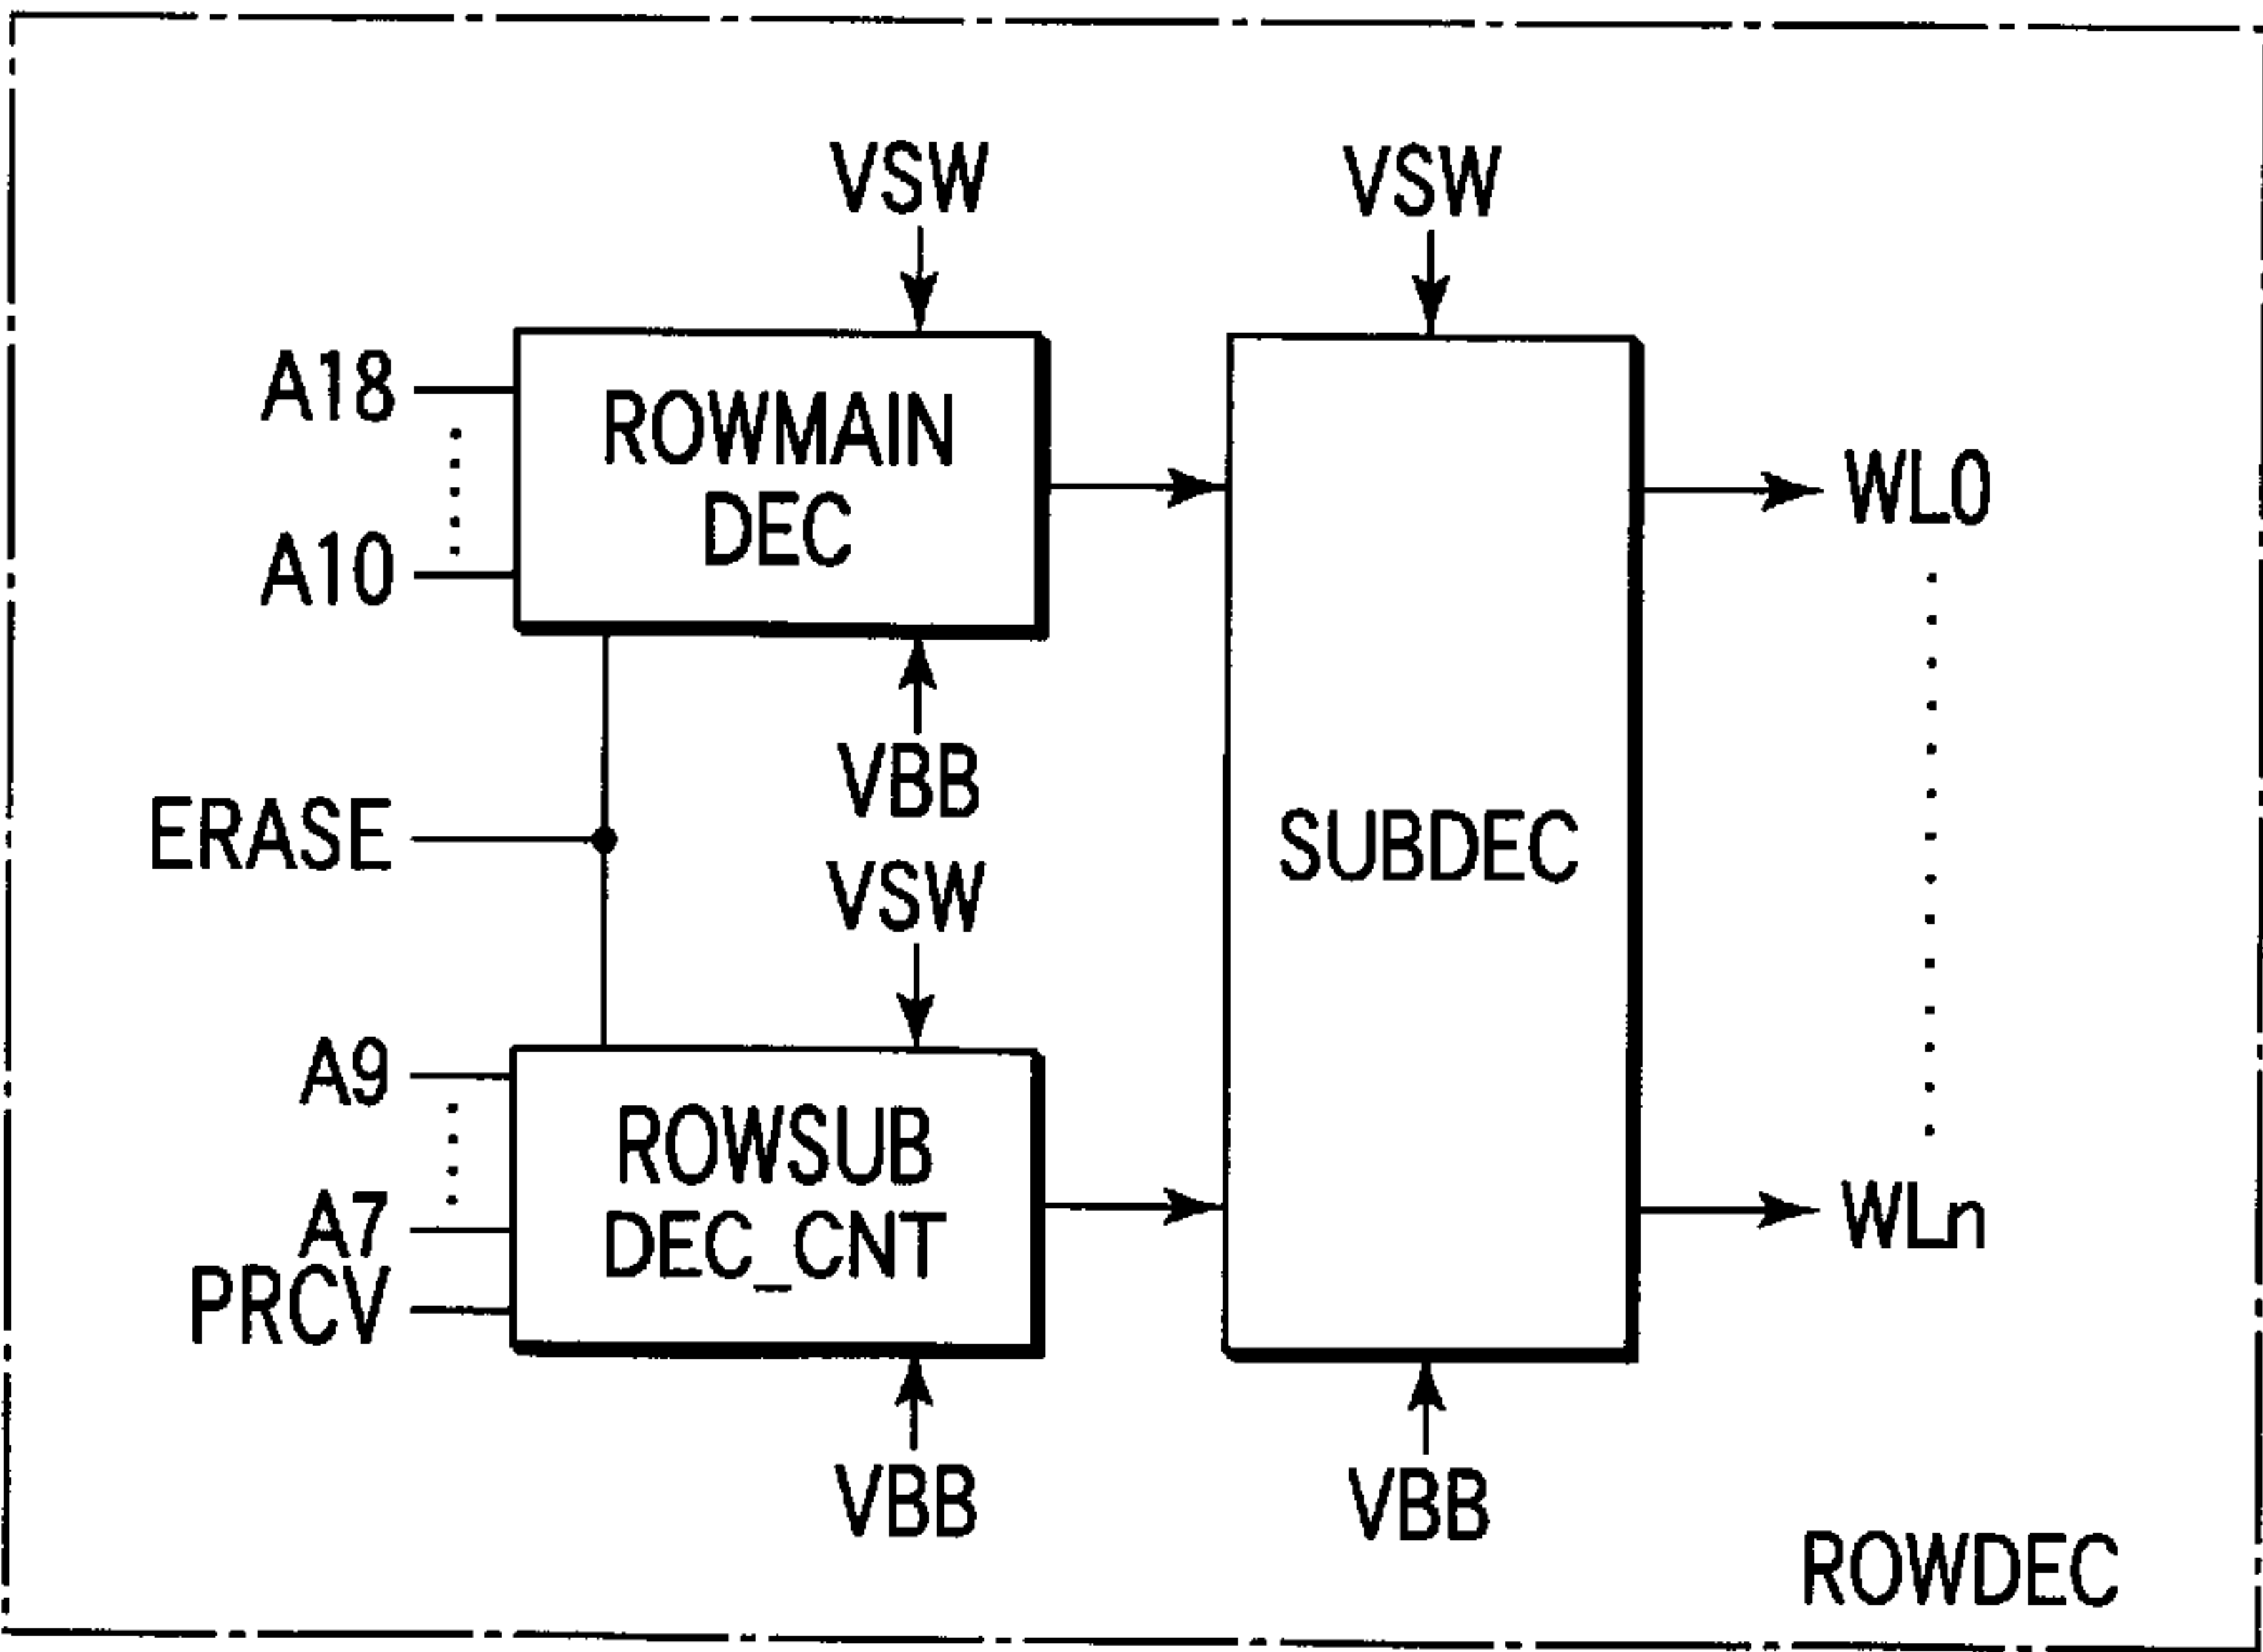 VSW
VSW
A18
ROWMAIN
DEC
A10
WL0
VBB
ERASE
SUBDEC
VSW
A9
ROWSUB
DEC_CNT
A7
PRCV
WLn
VBB
VBB
ROWDEC